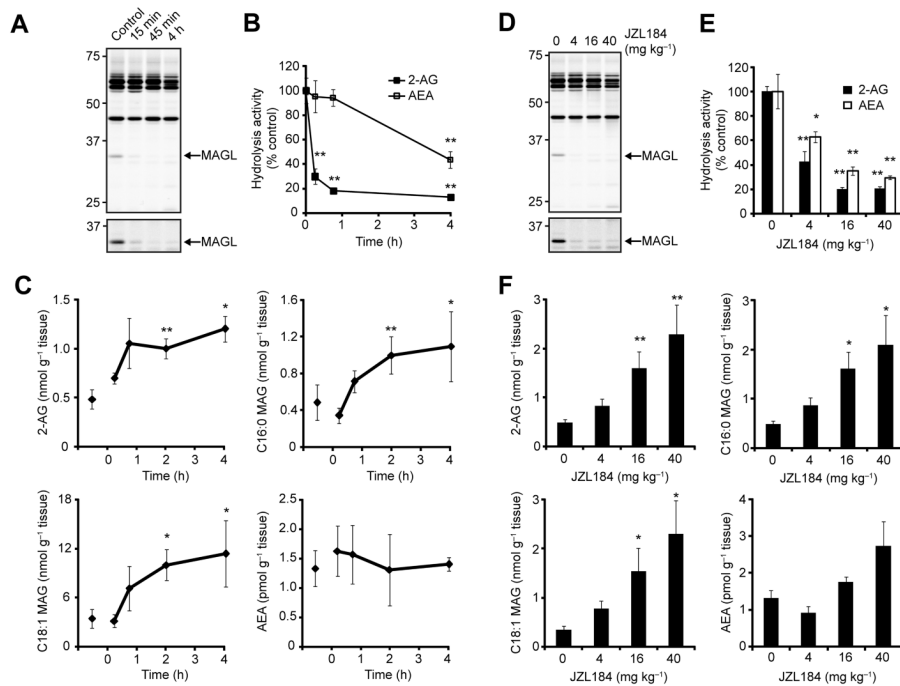 A
Control
15 min
45 min
4 h
75
50
37
25
37
MAGL
MAGL
B
Hydrolysis activity
(% control)
120
100
80
60
40
20
0
2-AG
AEA
**
**
**
**
0 1 2 3 4
Time (h)
C
2-AG (nmol g⁻¹ tissue)
1.5
1.2
0.9
0.6
0.3
0
**
*
0 1 2 3 4
Time (h)
C16:0 MAG (nmol g⁻¹ tissue)
1.6
1.2
0.8
0.4
0
**
*
0 1 2 3 4
Time (h)
C18:1 MAG (nmol g⁻¹ tissue)
18
12
6
0
*
*
0 1 2 3 4
Time (h)
AEA (pmol g⁻¹ tissue)
2.5
2.0
1.5
1.0
0.5
0
0 1 2 3 4
Time (h)
D
0 4 16 40
JZL184
(mg kg⁻¹)
75
50
37
25
37
MAGL
MAGL
E
Hydrolysis activity
(% control)
120
100
80
60
40
20
0
2-AG
AEA
** *
** **
** **
0 4 16 40
JZL184 (mg kg⁻¹)
F
2-AG (nmol g⁻¹ tissue)
3
2
1
0
**
**
0 4 16 40
JZL184 (mg kg⁻¹)
C16:0 MAG (nmol g⁻¹ tissue)
3
2
1
0
*
*
0 4 16 40
JZL184 (mg kg⁻¹)
C18:1 MAG (nmol g⁻¹ tissue)
3
2
1
0
*
*
0 4 16 40
JZL184 (mg kg⁻¹)
AEA (pmol g⁻¹ tissue)
4
3
2
1
0
0 4 16 40
JZL184 (mg kg⁻¹)